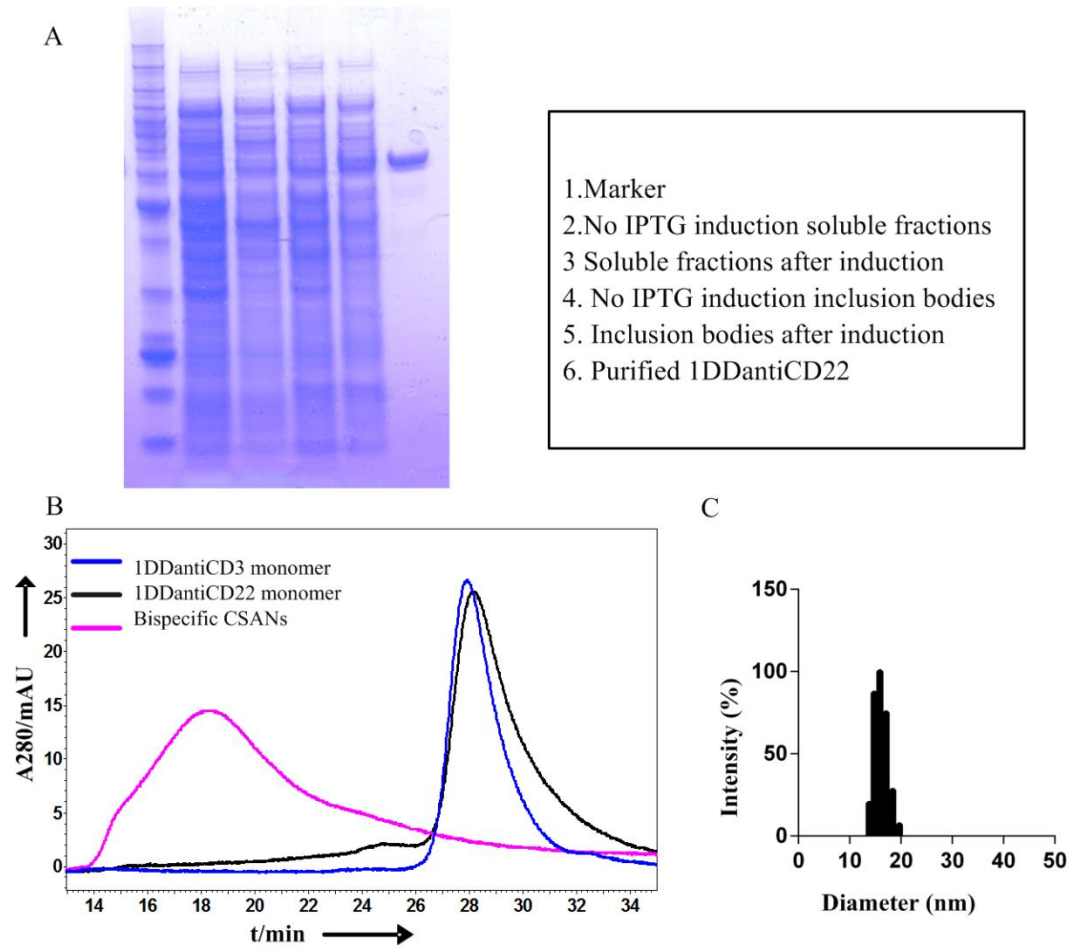 A
1.Marker
2.No IPTG induction soluble fractions
3 Soluble fractions after induction
4. No IPTG induction inclusion bodies
5. Inclusion bodies after induction
6. Purified 1DDantiCD22
B
30
25
20
15
10
5
0
A280/mAU
1DDantiCD3 monomer
1DDantiCD22 monomer
Bispecific CSANs
14 16 18 20 22 24 26 28 30 32 34
t/min
C
150
100
50
0
Intensity (%)
0 10 20 30 40 50
Diameter (nm)